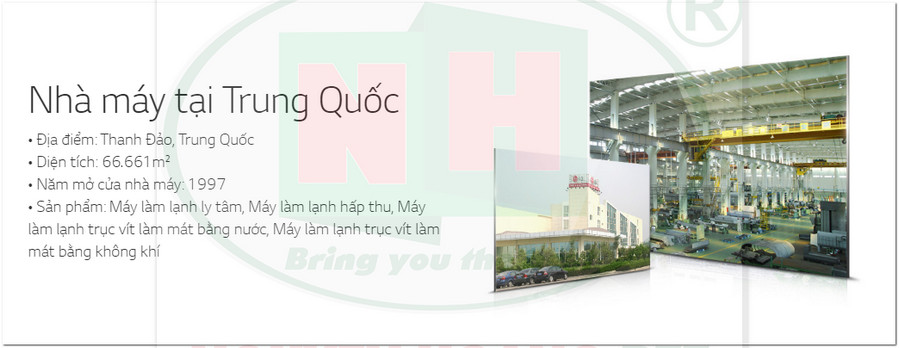 Nhà máy tại Trung Quốc
• Địa điểm: Thanh Đảo, Trung Quốc
• Diện tích: 66.661m²
• Năm mở cửa nhà máy: 1997
• Sản phẩm: Máy làm lạnh ly tâm, Máy làm lạnh hấp thu, Máy
làm lạnh trục vít làm mát bằng nước, Máy làm lạnh trục vít làm
mát bằng không khí
NH
®
Bring you th